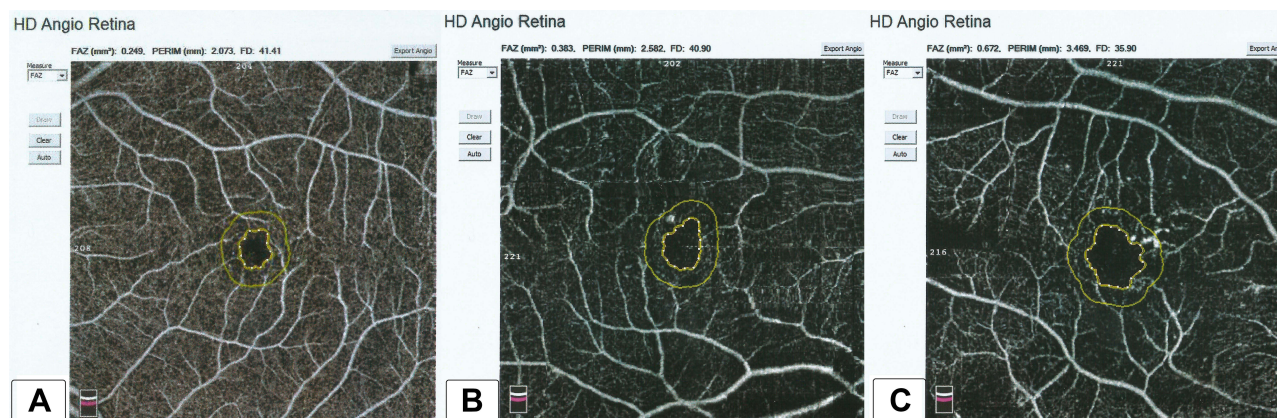 HD Angio Retina
FAZ (mm²): 0.249, PERIM (mm): 2.073, FD: 41.41
Export Angio
Measure
FAZ
204
Draw
Clear
Auto
208
A
HD Angio Retina
FAZ (mm²): 0.383, PERIM (mm): 2.582, FD: 40.90
Export Angio
Measure
FAZ
202
Draw
Clear
Auto
221
B
HD Angio Retina
FAZ (mm²): 0.672, PERIM (mm): 3.469, FD: 35.90
Export An
Measure
FAZ
221
Draw
Clear
Auto
216
C